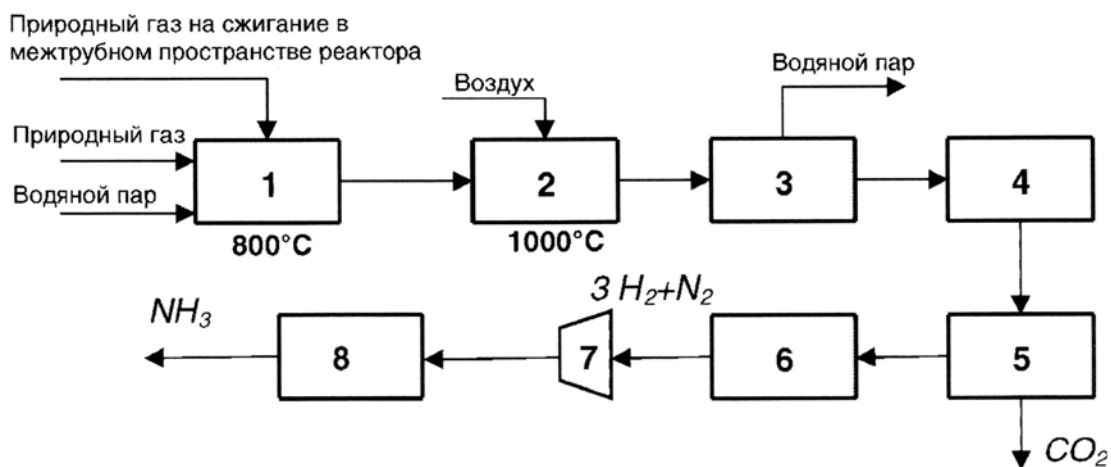 Природный газ на сжигание в
межтрубном пространстве реактора
Воздух
Водяной пар
Природный газ
Водяной пар
1
2
3
4
800°C
1000°C
3 H₂+N₂
NH₃
8
7
6
5
CO₂